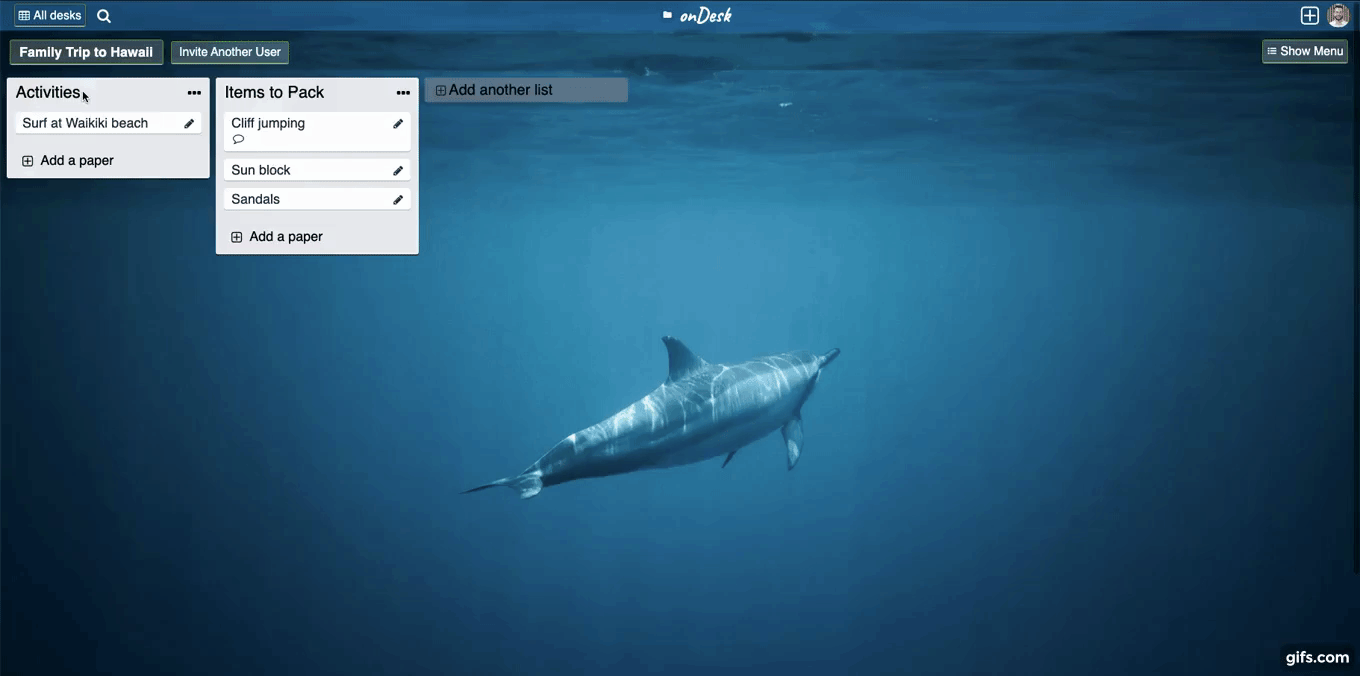 All desks
onDesk
Family Trip to Hawaii
Invite Another User
Show Menu
Activities
Surf at Waikiki beach
Add a paper
Items to Pack
Cliff jumping
Sun block
Sandals
Add a paper
Add another list
gifs.com